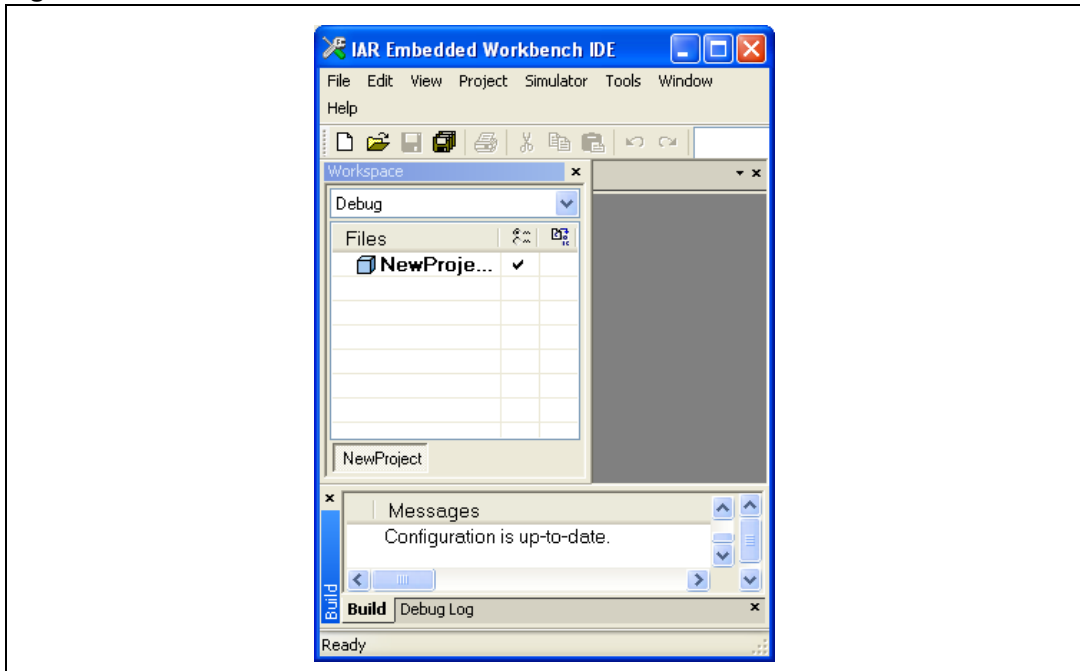 IAR Embedded Workbench IDE
File Edit View Project Simulator Tools Window
Help
Workspace
Debug
Files
NewProje...
NewProject
Messages
Configuration is up-to-date.
Build
Build Debug Log
Ready